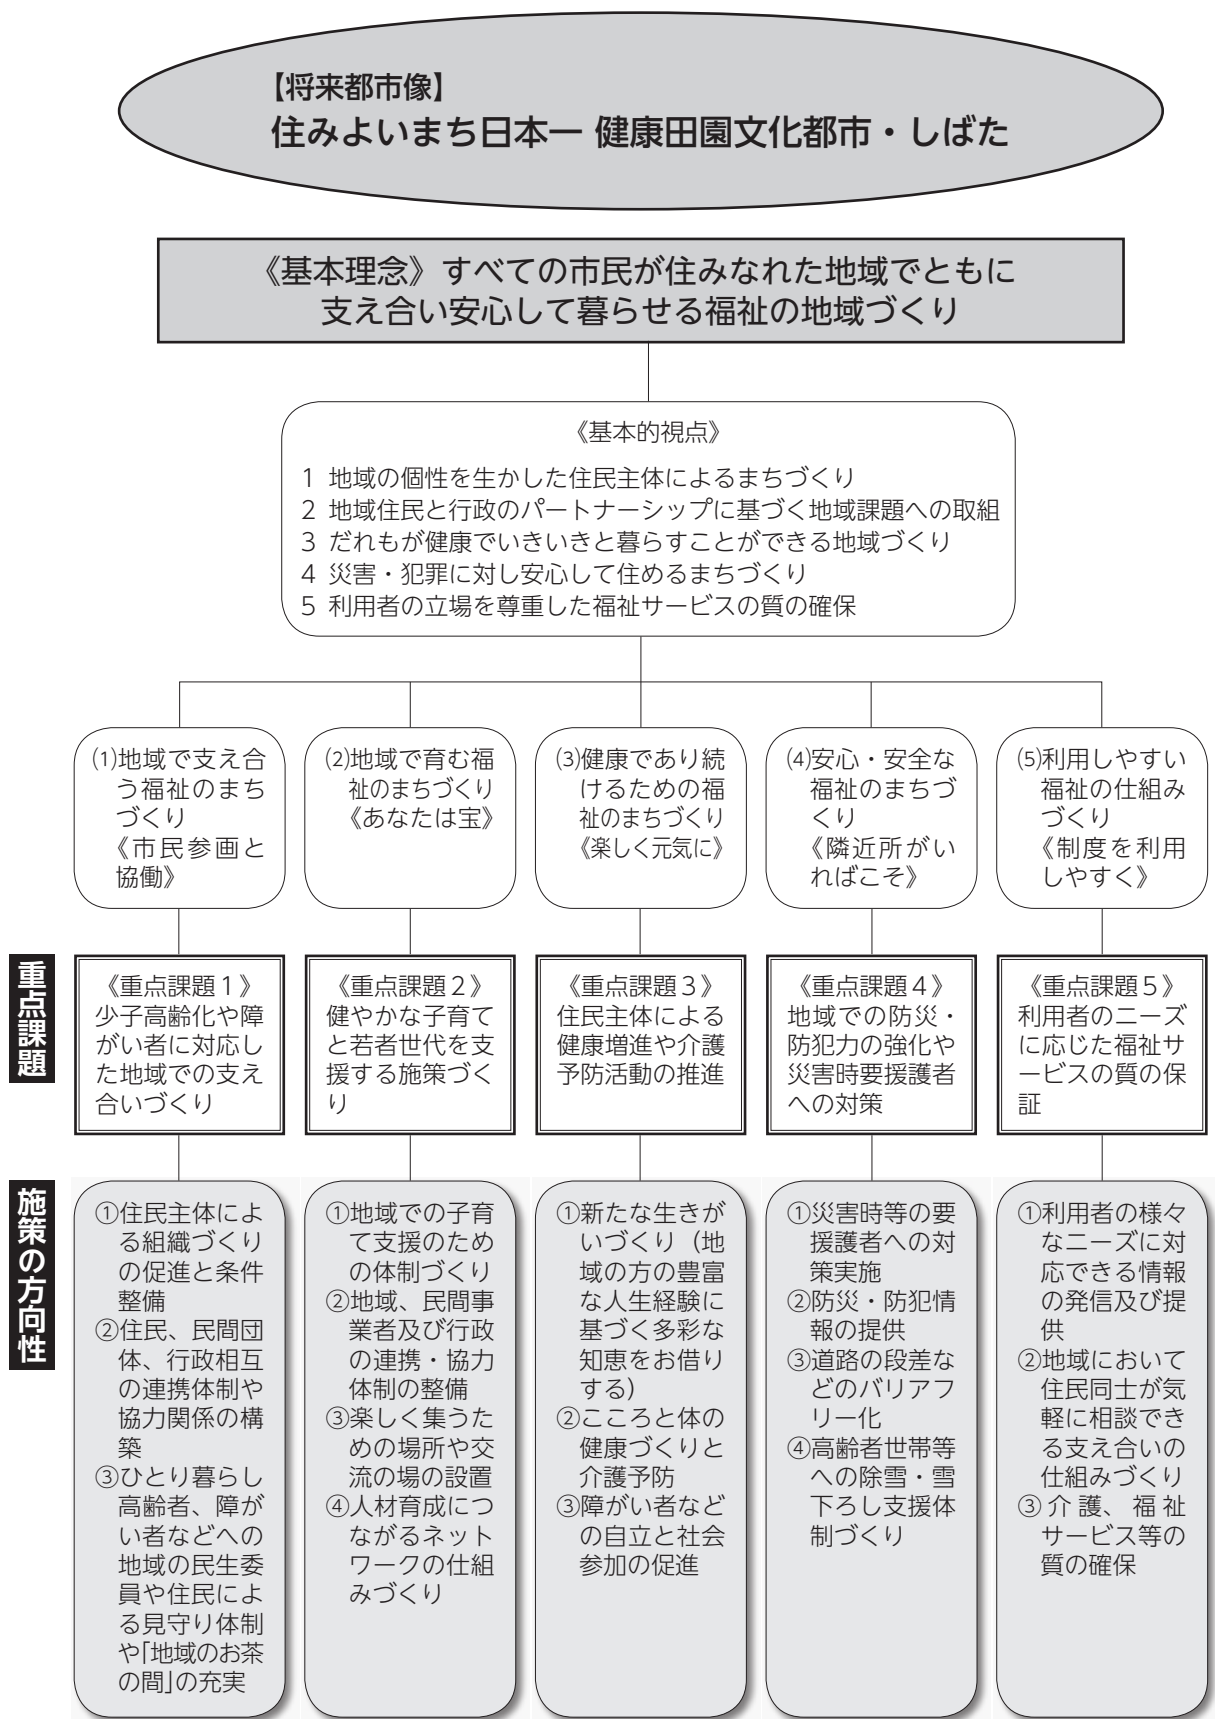 【将来都市像】
住みよいまち日本一 健康田園文化都市・しばた
《基本理念》すべての市民が住みなれた地域でともに
支え合い安心して暮らせる福祉の地域づくり
《基本的視点》
1 地域の個性を生かした住民主体によるまちづくり
2 地域住民と行政のパートナーシップに基づく地域課題への取組
3 だれもが健康でいきいきと暮らすことができる地域づくり
4 災害・犯罪に対し安心して住めるまちづくり
5 利用者の立場を尊重した福祉サービスの質の確保
⑴地域で支え合
う福祉のまち
づくり
《市民参画と
協働》
⑵地域で育む福
祉のまちづくり
《あなたは宝》
⑶健康であり続
けるための福
祉のまちづくり
《楽しく元気に》
⑷安心・安全な
福祉のまちづ
くり
《隣近所がい
ればこそ》
⑸利用しやすい
福祉の仕組み
づくり
《制度を利用
しやすく》
重点課題
《重点課題1》
少子高齢化や障
がい者に対応し
た地域での支え
合いづくり
《重点課題2》
健やかな子育て
と若者世代を支
援する施策づく
り
《重点課題3》
住民主体による
健康増進や介護
予防活動の推進
《重点課題4》
地域での防災・
防犯力の強化や
災害時要援護者
への対策
《重点課題5》
利用者のニーズ
に応じた福祉サ
ービスの質の保
証
施策の方向性
①住民主体によ
る組織づくり
の促進と条件
整備
②住民、民間団
体、行政相互
の連携体制や
協力関係の構
築
③ひとり暮らし
高齢者、障が
い者などへの
地域の民生委
員や住民によ
る見守り体制
や「地域のお茶
の間」の充実
①地域での子育
て支援のため
の体制づくり
②地域、民間事
業者及び行政
の連携・協力
体制の整備
③楽しく集うた
めの場所や交
流の場の設置
④人材育成につ
ながるネット
ワークの仕組
みづくり
①新たな生きが
いづくり（地
域の方の豊富
な人生経験に
基づく多彩な
知恵をお借り
する）
②こころと体の
健康づくりと
介護予防
③障がい者など
の自立と社会
参加の促進
①災害時等の要
援護者への対
策実施
②防災・防犯情
報の提供
③道路の段差な
どのバリアフ
リー化
④高齢者世帯等
への除雪・雪
下ろし支援体
制づくり
①利用者の様々
なニーズに対
応できる情報
の発信及び提
供
②地域において
住民同士が気
軽に相談でき
る支え合いの
仕組みづくり
③介護、福祉
サービス等の
質の確保